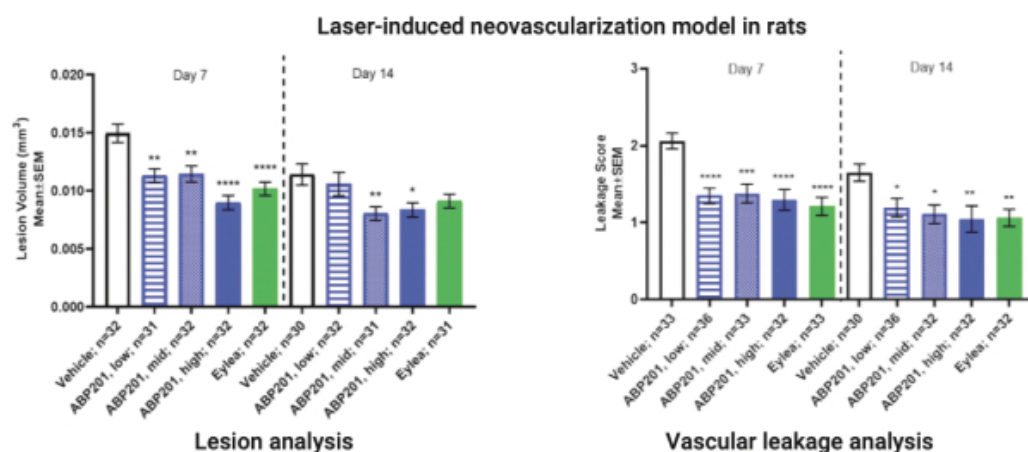 Laser-induced neovascularization model in rats
Lesion Volume (mm³)
Mean±SEM
0.020
0.015
0.010
0.005
0.000
Day 7
Day 14
**
**
****
****
**
*
Vehicle; n=32
ABP201, low; n=31
ABP201, mid; n=32
ABP201, high; n=32
Eylea; n=32
Vehicle; n=30
ABP201, low; n=32
ABP201, mid; n=31
ABP201, high; n=32
Eylea; n=31
Lesion analysis
Leakage Score
Mean±SEM
3
2
1
0
Day 7
Day 14
****
***
****
****
*
*
**
**
Vehicle; n=33
ABP201, low; n=36
ABP201, mid; n=33
ABP201, high; n=32
Eylea; n=33
Vehicle; n=30
ABP201, low; n=36
ABP201, mid; n=32
ABP201, high; n=32
Eylea; n=32
Vascular leakage analysis